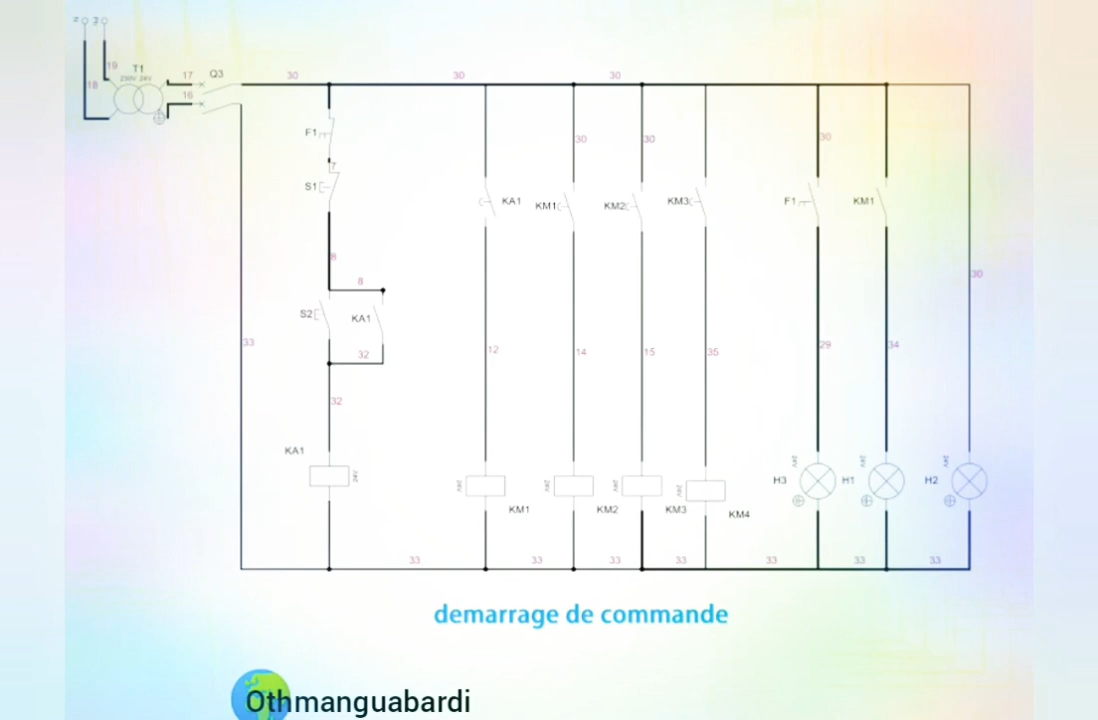 19
T1
230V 24V
18
17
16
Q3
30 30 30
F1
7
S1
8
8
S2
KA1
32
32
33
KA1
24V
KA1
12
KM1
30
KM1
14
KM2
30
KM2
15
KM3
KM3
35
KM4
30
F1
29
H3
KM1
34
H1
30
H2
33 33 33 33 33 33 33
demarrage de commande
Othmanguabardi